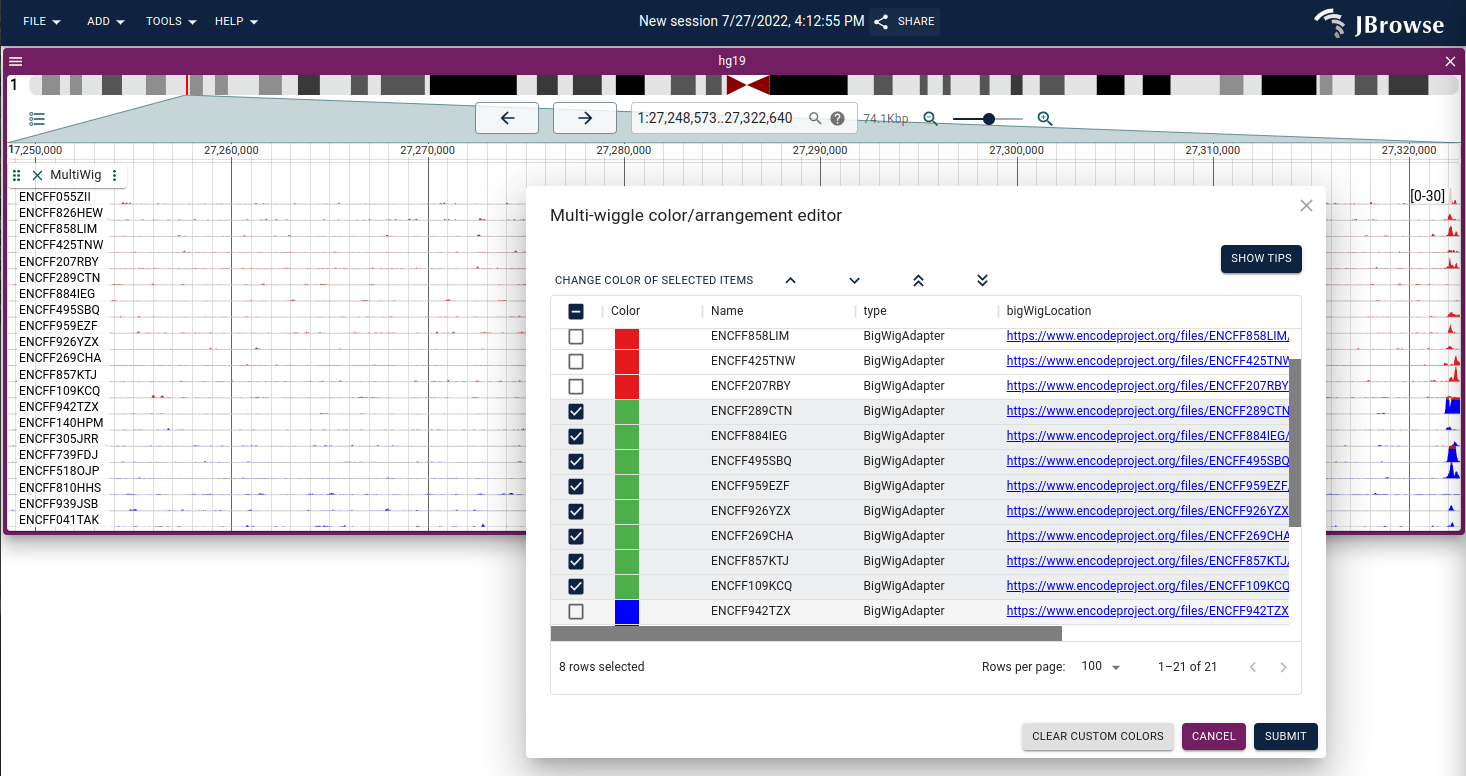 FILE ADD TOOLS HELP New session 7/27/2022, 4:12:55 PM SHARE JBrowse
hg19
1
1:27,248,573..27,322,640 74.1Kbp
17,250,000 27,260,000 27,270,000 27,280,000 27,290,000 27,300,000 27,310,000 27,320,000
MultiWig
[0-30]
ENCFF055ZII
ENCFF826HEW
ENCFF858LIM
ENCFF425TNW
ENCFF207RBY
ENCFF289CTN
ENCFF884IEG
ENCFF495SBQ
ENCFF959EZF
ENCFF926YZX
ENCFF269CHA
ENCFF857KTJ
ENCFF109KCQ
ENCFF942TZX
ENCFF140HPM
ENCFF305JRR
ENCFF739FDJ
ENCFF518OJP
ENCFF810HHS
ENCFF939JSB
ENCFF041TAK
Multi-wiggle color/arrangement editor
SHOW TIPS
CHANGE COLOR OF SELECTED ITEMS
Color Name type bigWigLocation
ENCFF858LIM BigWigAdapter https://www.encodeproject.org/files/ENCFF858LIM/
ENCFF425TNW BigWigAdapter https://www.encodeproject.org/files/ENCFF425TNW
ENCFF207RBY BigWigAdapter https://www.encodeproject.org/files/ENCFF207RBY
ENCFF289CTN BigWigAdapter https://www.encodeproject.org/files/ENCFF289CTN
ENCFF884IEG BigWigAdapter https://www.encodeproject.org/files/ENCFF884IEG/
ENCFF495SBQ BigWigAdapter https://www.encodeproject.org/files/ENCFF495SBQ
ENCFF959EZF BigWigAdapter https://www.encodeproject.org/files/ENCFF959EZF/
ENCFF926YZX BigWigAdapter https://www.encodeproject.org/files/ENCFF926YZX
ENCFF269CHA BigWigAdapter https://www.encodeproject.org/files/ENCFF269CHA
ENCFF857KTJ BigWigAdapter https://www.encodeproject.org/files/ENCFF857KTJ/
ENCFF109KCQ BigWigAdapter https://www.encodeproject.org/files/ENCFF109KCQ
ENCFF942TZX BigWigAdapter https://www.encodeproject.org/files/ENCFF942TZX
8 rows selected Rows per page: 100 1–21 of 21
CLEAR CUSTOM COLORS CANCEL SUBMIT